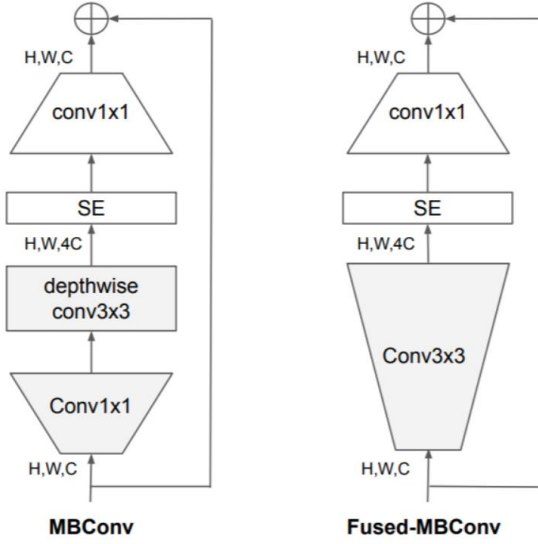 H,W,C
conv1x1
SE
H,W,4C
depthwise
conv3x3
Conv1x1
H,W,C
MBConv
H,W,C
conv1x1
SE
H,W,4C
Conv3x3
H,W,C
Fused-MBConv